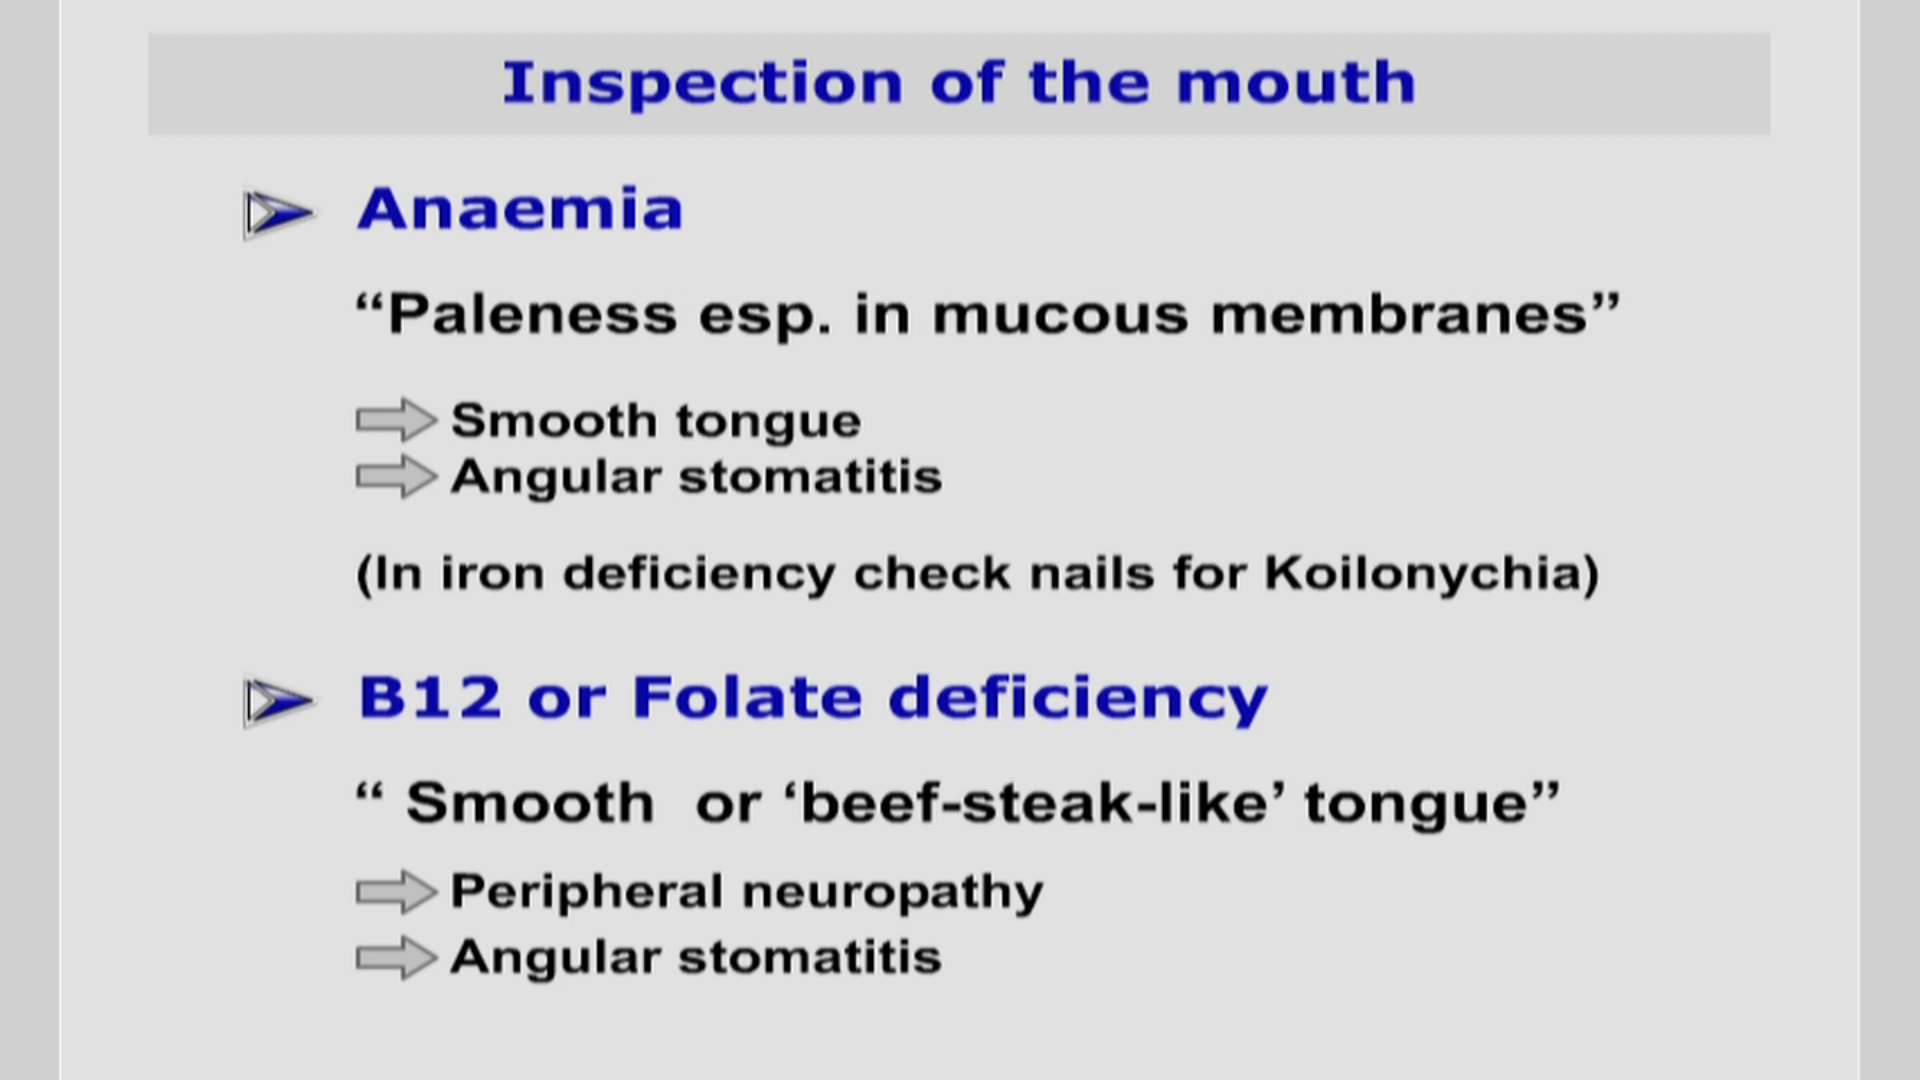 Inspection of the mouth
Anaemia
“Paleness esp. in mucous membranes”
Smooth tongue
Angular stomatitis
(In iron deficiency check nails for Koilonychia)
B12 or Folate deficiency
“ Smooth  or ‘beef-steak-like’ tongue”
Peripheral neuropathy
Angular stomatitis